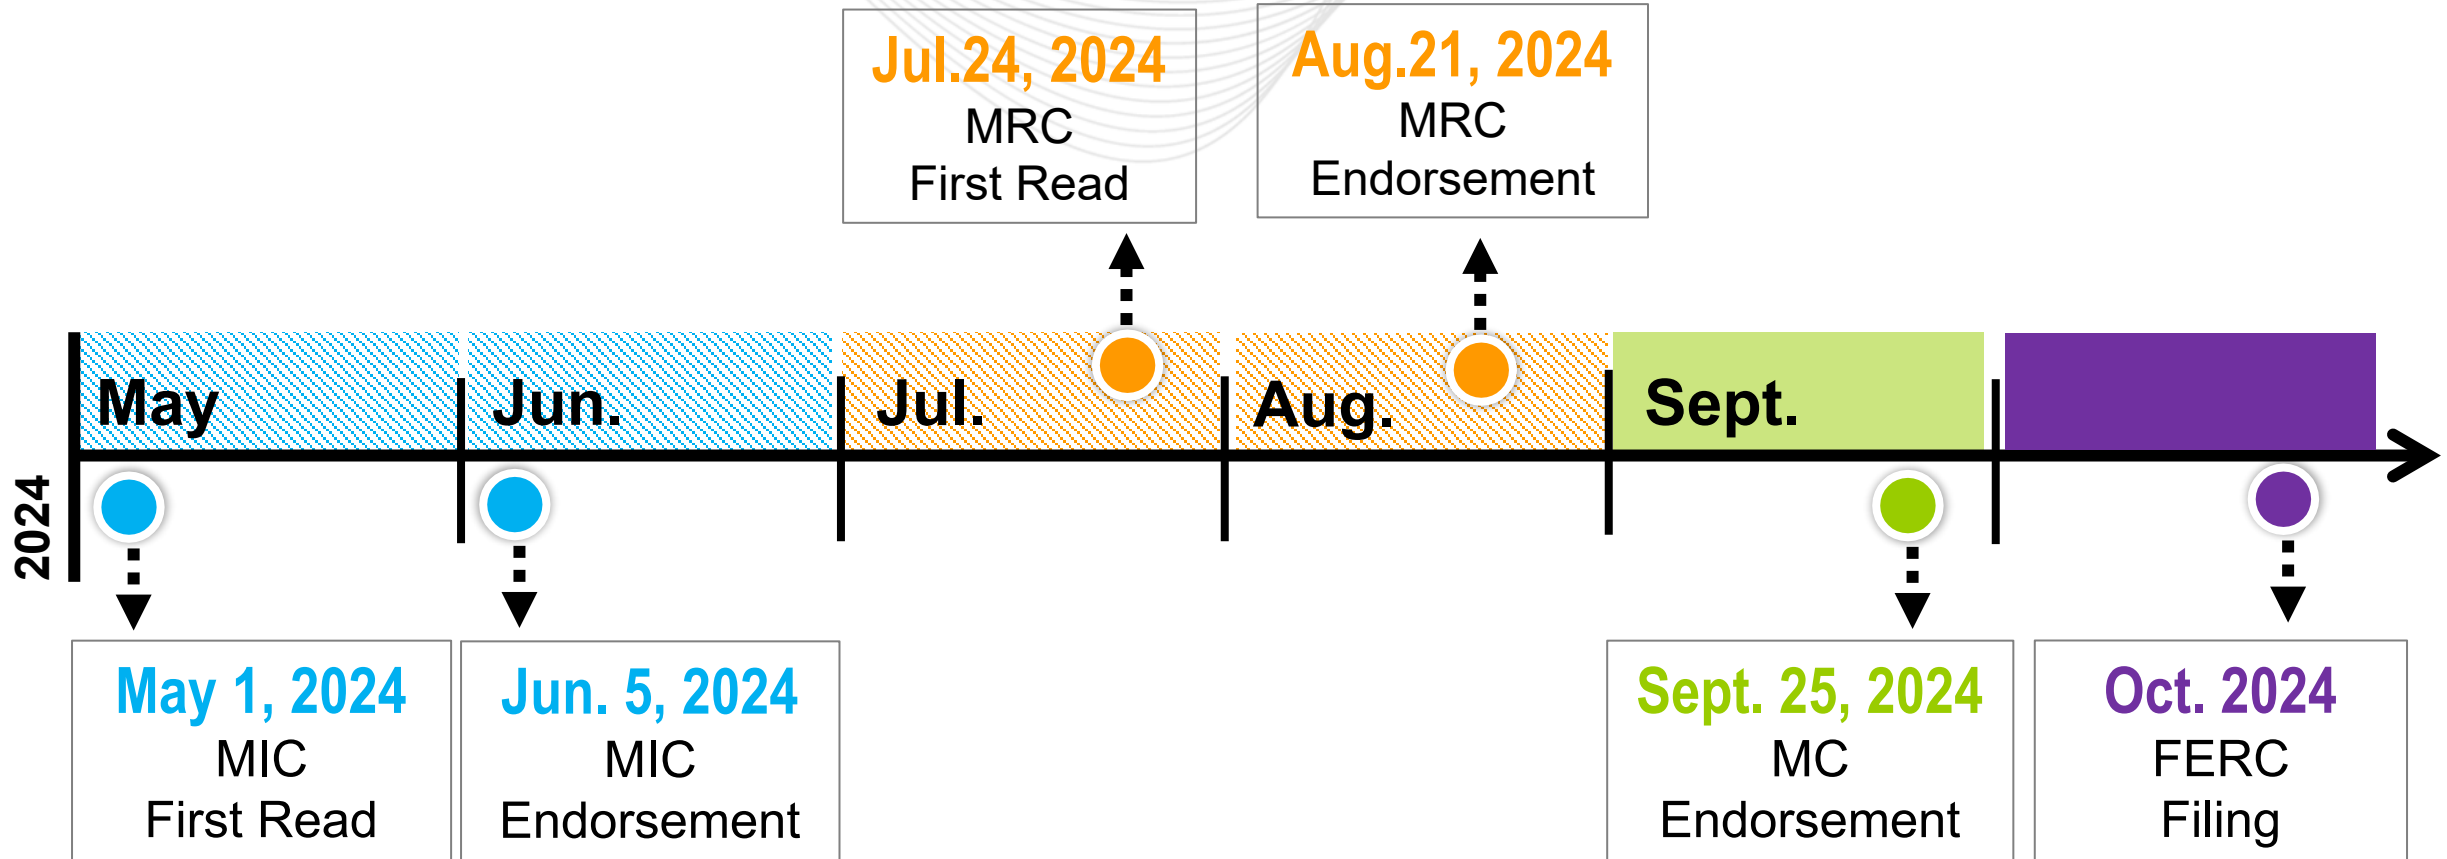 Jul.24, 2024
MRC
First Read
Aug.21, 2024
MRC
Endorsement
May
Jun.
Jul.
Aug.
Sept.
2024
May 1, 2024
MIC
First Read
Jun. 5, 2024
MIC
Endorsement
Sept. 25, 2024
MC
Endorsement
Oct. 2024
FERC
Filing